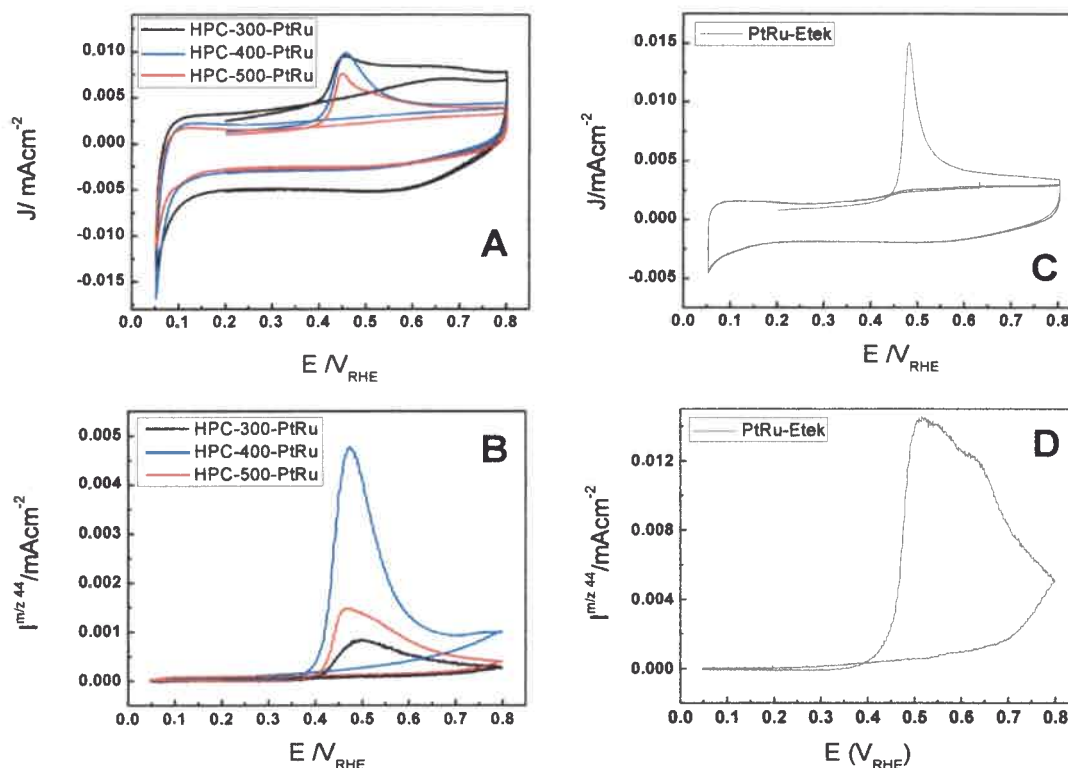 HPC-300-PtRu
HPC-400-PtRu
HPC-500-PtRu
A
J/ mAcm-2
0.010
0.005
0.000
-0.005
-0.010
-0.015
0.0 0.1 0.2 0.3 0.4 0.5 0.6 0.7 0.8
E /VRHE
PtRu-Etek
C
J/mAcm-2
0.015
0.010
0.005
0.000
-0.005
0.0 0.1 0.2 0.3 0.4 0.5 0.6 0.7 0.8
E /VRHE
HPC-300-PtRu
HPC-400-PtRu
HPC-500-PtRu
B
Im/z 44/mAcm-2
0.005
0.004
0.003
0.002
0.001
0.000
0.0 0.1 0.2 0.3 0.4 0.5 0.6 0.7 0.8
E /VRHE
PtRu-Etek
D
Im/z 44/mAcm-2
0.012
0.008
0.004
0.000
0.0 0.1 0.2 0.3 0.4 0.5 0.6 0.7 0.8
E (VRHE)